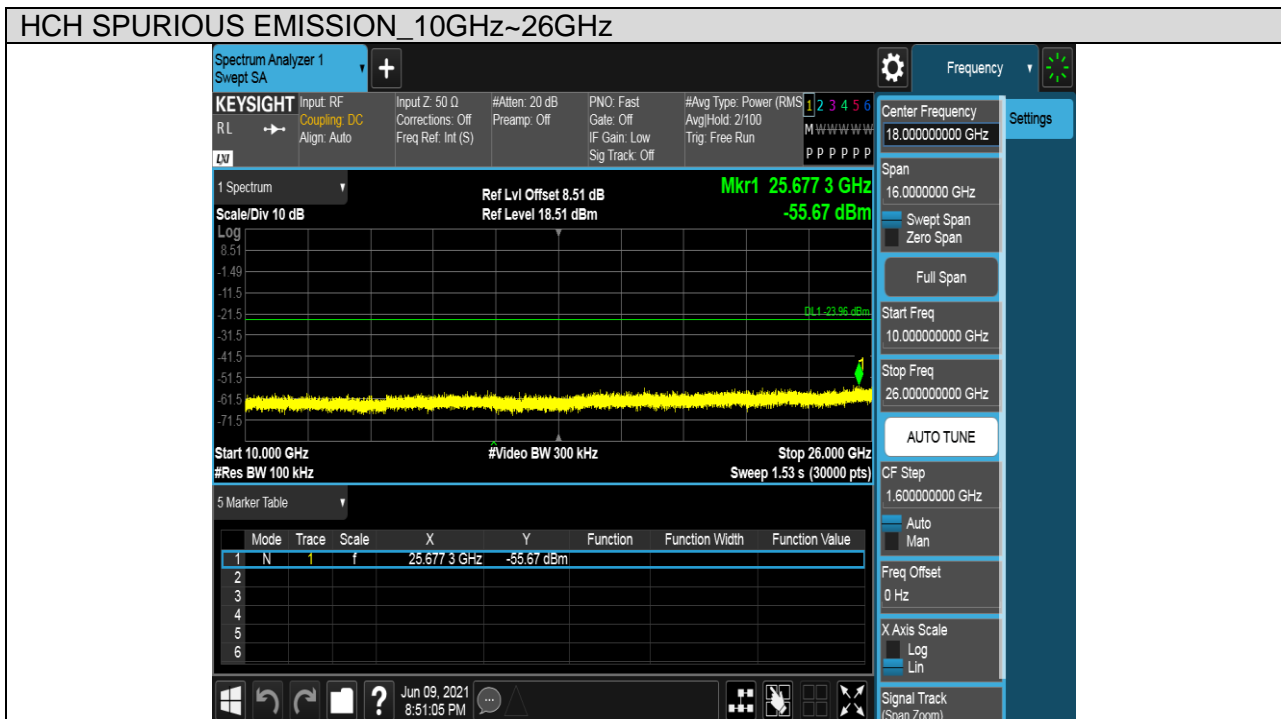 HCH SPURIOUS EMISSION_10GHz~26GHz
Spectrum Analyzer 1
Swept SA
+
Frequency
KEYSIGHT
RL
LXI
Input: RF
Coupling: DC
Align: Auto
Input Z: 50 Ω
Corrections: Off
Freq Ref: Int (S)
#Atten: 20 dB
Preamp: Off
PNO: Fast
Gate: Off
IF Gain: Low
Sig Track: Off
#Avg Type: Power (RMS
Avg|Hold: 2/100
Trig: Free Run
1 2 3 4 5 6
M W W W W W
P P P P P P
Center Frequency
18.000000000 GHz
Settings
1 Spectrum
Ref Lvl Offset 8.51 dB
Mkr1 25.677 3 GHz
Scale/Div 10 dB
Ref Level 18.51 dBm
-55.67 dBm
Log
8.51
-1.49
-11.5
-21.5
-31.5
-41.5
-51.5
-61.5
-71.5
DL1 -23.96 dBm
1
Start 10.000 GHz
#Video BW 300 kHz
Stop 26.000 GHz
#Res BW 100 kHz
Sweep 1.53 s (30000 pts)
Span
16.0000000 GHz
Swept Span
Zero Span
Full Span
Start Freq
10.000000000 GHz
Stop Freq
26.000000000 GHz
AUTO TUNE
CF Step
1.600000000 GHz
Auto
Man
Freq Offset
0 Hz
X Axis Scale
Log
Lin
Signal Track
(Span Zoom)
5 Marker Table
Mode Trace Scale X Y Function Function Width Function Value
1 N 1 f 25.677 3 GHz -55.67 dBm
2
3
4
5
6
?
Jun 09, 2021
8:51:05 PM